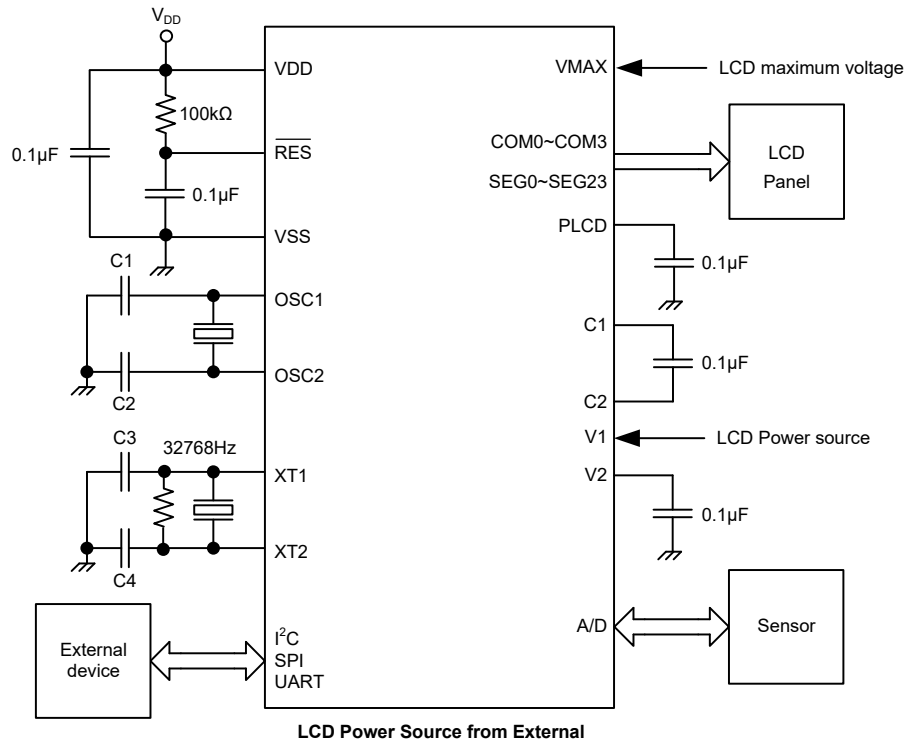 V_DD
VDD
100kΩ
0.1µF
RES
0.1µF
VSS
C1
OSC1
C2
OSC2
C3
32768Hz
XT1
C4
XT2
External
device
I²C
SPI
UART
VMAX
LCD maximum voltage
COM0~COM3
SEG0~SEG23
LCD
Panel
PLCD
0.1µF
C1
0.1µF
C2
V1
LCD Power source
V2
0.1µF
A/D
Sensor
LCD Power Source from External